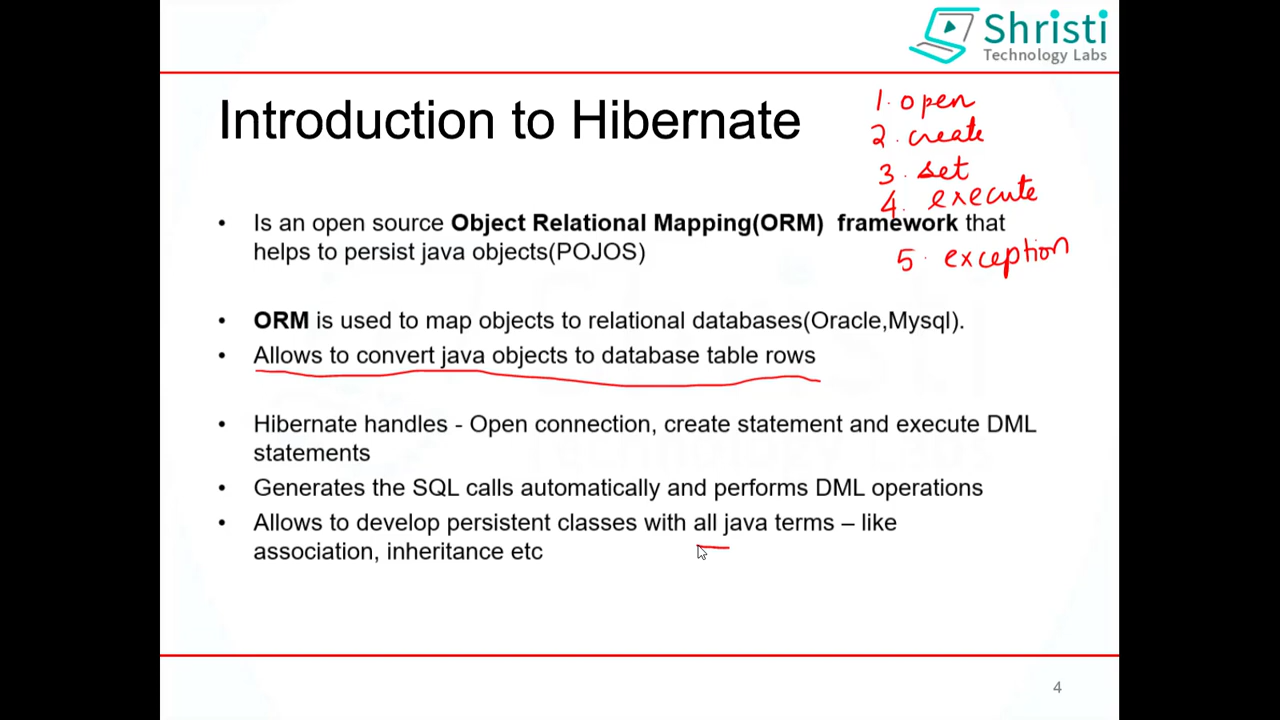 Shristi
Technology Labs
Introduction to Hibernate
1. open
2. create
3. set
4. execute
5. exception
• Is an open source Object Relational Mapping(ORM) framework that
helps to persist java objects(POJOS)
• ORM is used to map objects to relational databases(Oracle,Mysql).
• Allows to convert java objects to database table rows
• Hibernate handles - Open connection, create statement and execute DML
statements
• Generates the SQL calls automatically and performs DML operations
• Allows to develop persistent classes with all java terms – like
association, inheritance etc
4